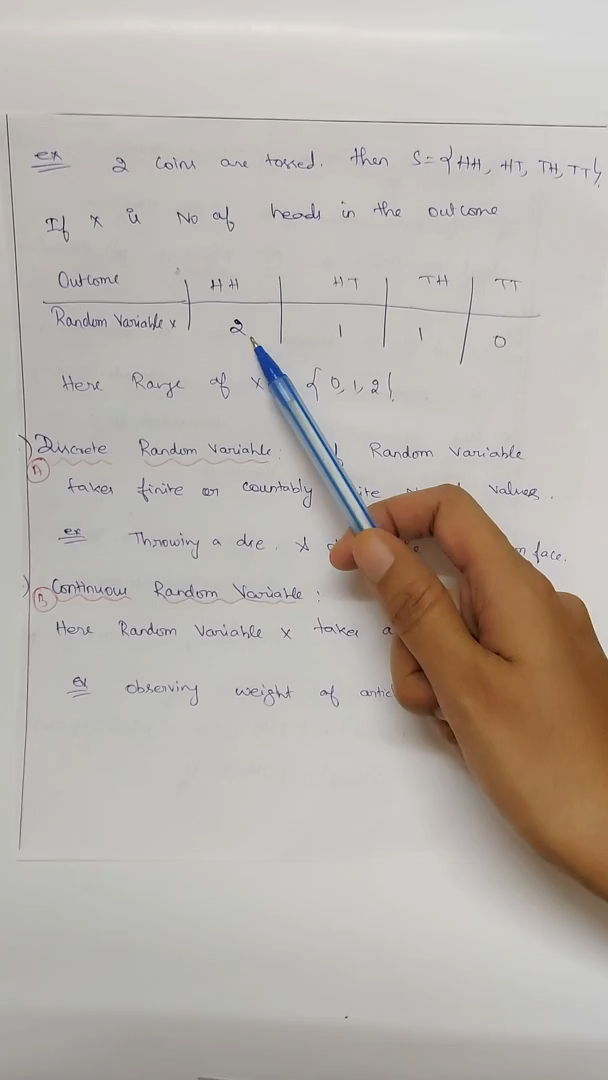 ex 2 coins are tossed. then S={HH, HT, TH, TT}
If x is No of heads in the outcome
Outcome HH HT TH TT
Random Variable x 2 1 1 0
Here Range of x {0,1,2}
Discrete Random Variable: Random Variable
A
takes finite or countably values.
ex Throwing a die. face.
B Continuous Random Variable:
Here Random Variable x takes
ex observing weight of